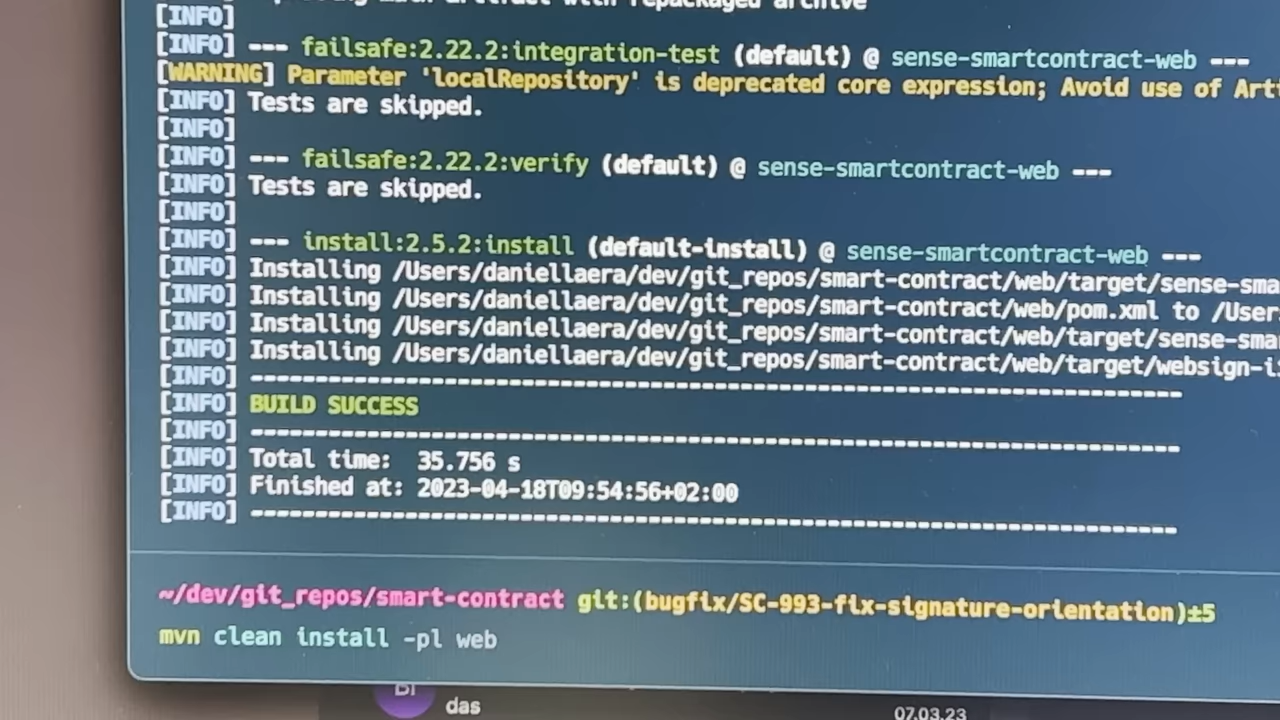 with repackaged archive
[INFO]
[INFO] --- failsafe:2.22.2:integration-test (default) @ sense-smartcontract-web ---
[WARNING] Parameter 'localRepository' is deprecated core expression; Avoid use of
[INFO] Tests are skipped.
[INFO]
[INFO] --- failsafe:2.22.2:verify (default) @ sense-smartcontract-web ---
[INFO] Tests are skipped.
[INFO]
[INFO] --- install:2.5.2:install (default-install) @ sense-smartcontract-web ---
[INFO] Installing /Users/daniellaera/dev/git_repos/smart-contract/web/target/sense-sma
[INFO] Installing /Users/daniellaera/dev/git_repos/smart-contract/web/pom.xml to /User
[INFO] Installing /Users/daniellaera/dev/git_repos/smart-contract/web/target/sense-sma
[INFO] Installing /Users/daniellaera/dev/git_repos/smart-contract/web/target/websign-i
[INFO] ------------------------------------------------------------------------
[INFO] BUILD SUCCESS
[INFO] ------------------------------------------------------------------------
[INFO] Total time:  35.756 s
[INFO] Finished at: 2023-04-18T09:54:56+02:00
[INFO] ------------------------------------------------------------------------
~/dev/git_repos/smart-contract git:(bugfix/SC-993-fix-signature-orientation)±5
mvn clean install -pl web
das
07.03.23